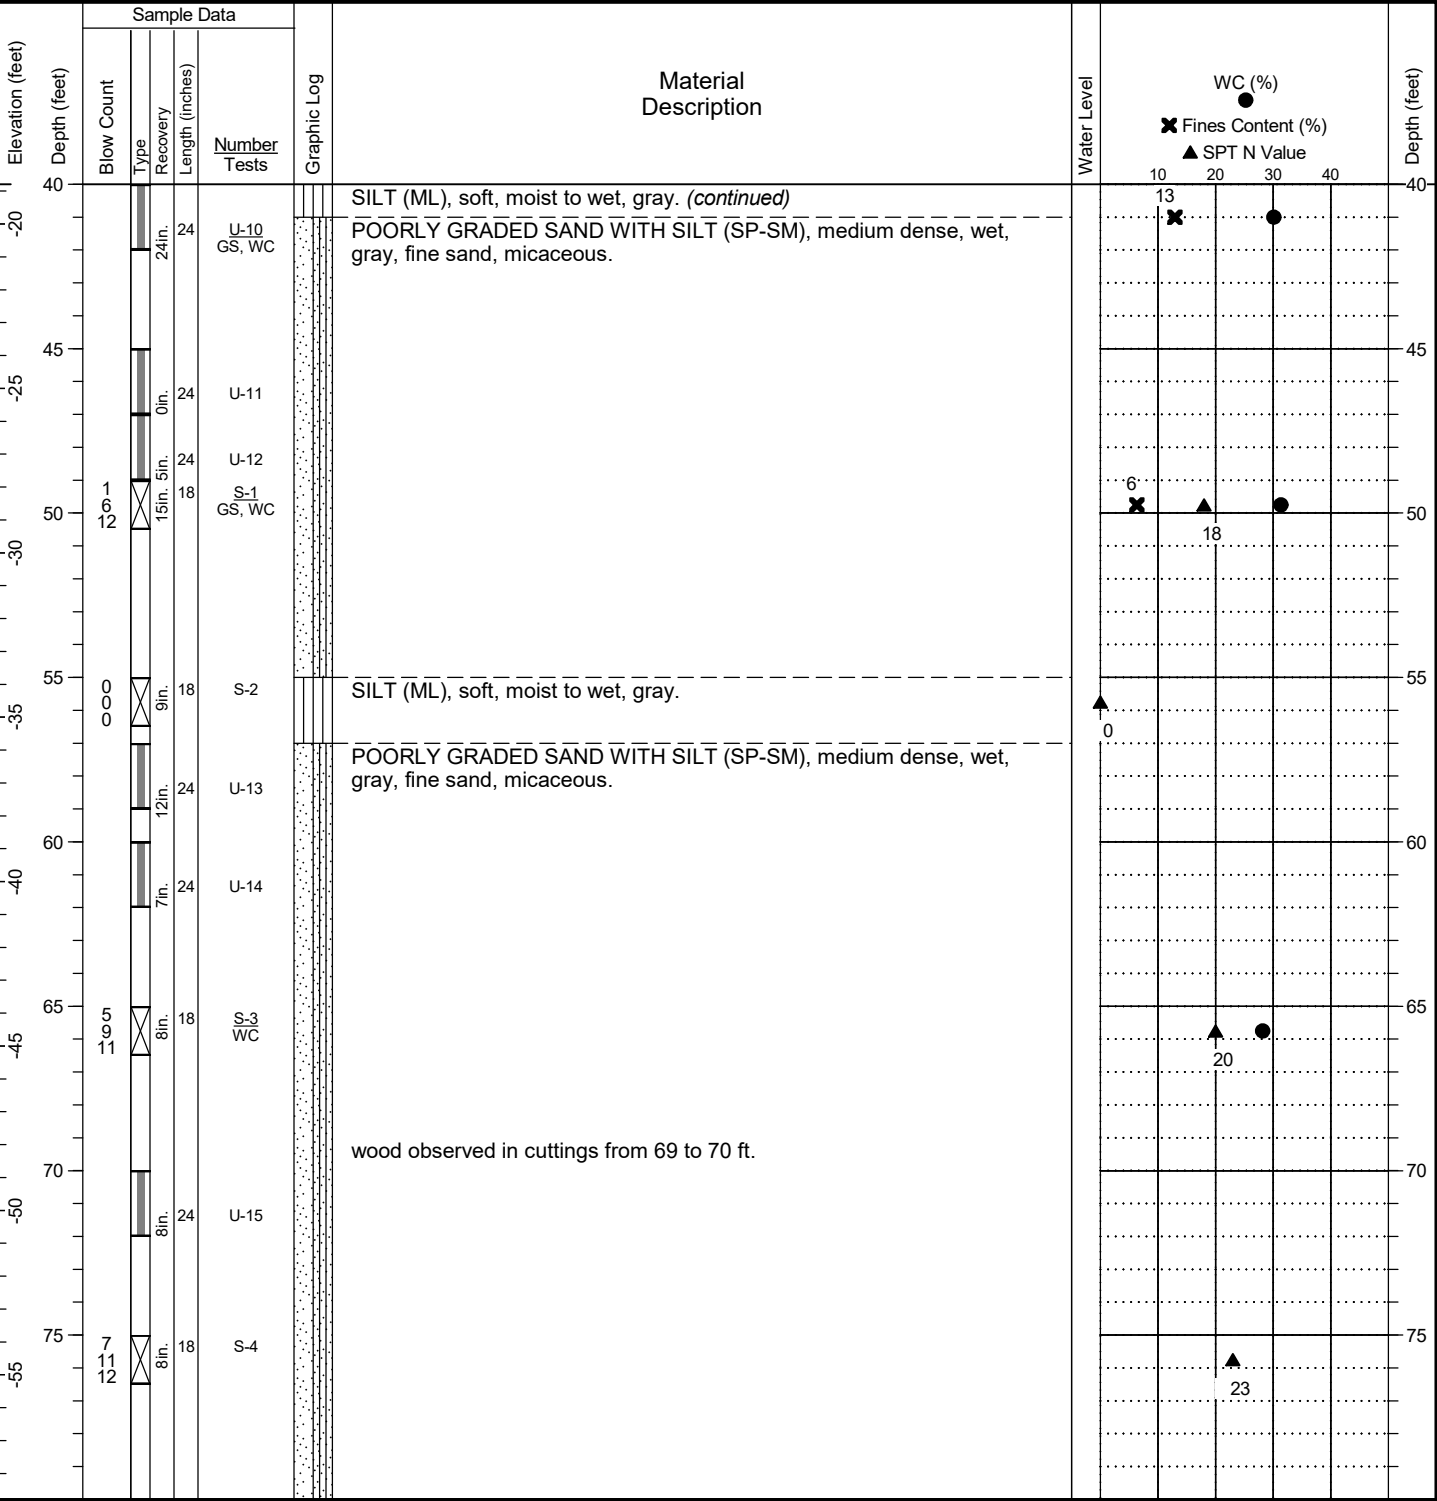 Sample Data
Elevation (feet)
Depth (feet)
Blow Count
Type
Recovery
Length (inches)
Number
Tests
Graphic Log
Material
Description
Water Level
WC (%)
Fines Content (%)
SPT N Value
10 20 30 40
Depth (feet)
40
SILT (ML), soft, moist to wet, gray. (continued)
13
40
-20
24in.
24
U-10
GS, WC
POORLY GRADED SAND WITH SILT (SP-SM), medium dense, wet,
gray, fine sand, micaceous.
45
45
-25
0in.
24
U-11
5in.
24
U-12
1
6
12
15in.
18
S-1
GS, WC
6
18
50
50
-30
55
55
0
0
0
9in.
18
S-2
SILT (ML), soft, moist to wet, gray.
-35
0
POORLY GRADED SAND WITH SILT (SP-SM), medium dense, wet,
gray, fine sand, micaceous.
12in.
24
U-13
60
60
-40
7in.
24
U-14
65
65
5
9
11
8in.
18
S-3
WC
-45
20
wood observed in cuttings from 69 to 70 ft.
70
70
-50
8in.
24
U-15
75
75
7
11
12
8in.
18
S-4
-55
23